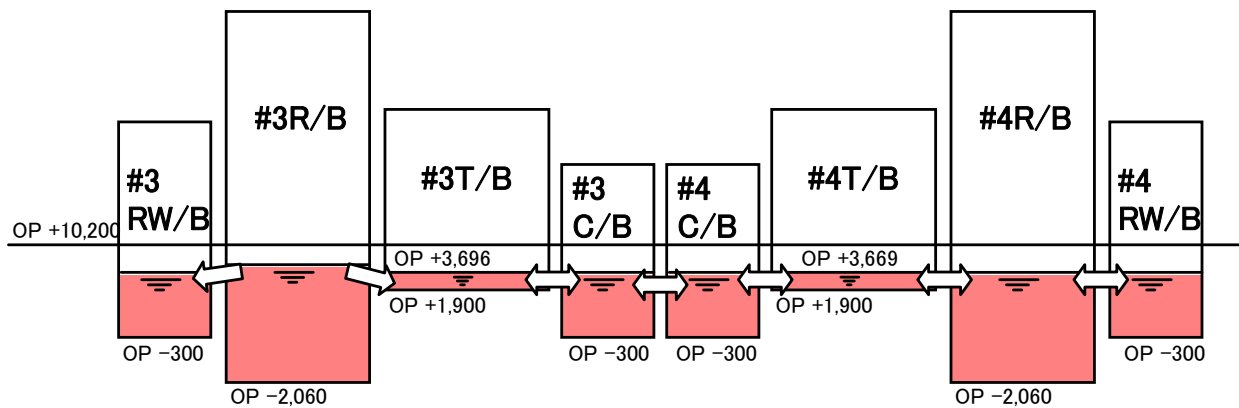 #3R/B
#4R/B
#3
RW/B
#3T/B
#3
C/B
#4
C/B
#4T/B
#4
RW/B
OP +10,200
OP +3,696
OP +3,669
OP +1,900
OP +1,900
OP -300
OP -300
OP -300
OP -300
OP -2,060
OP -2,060